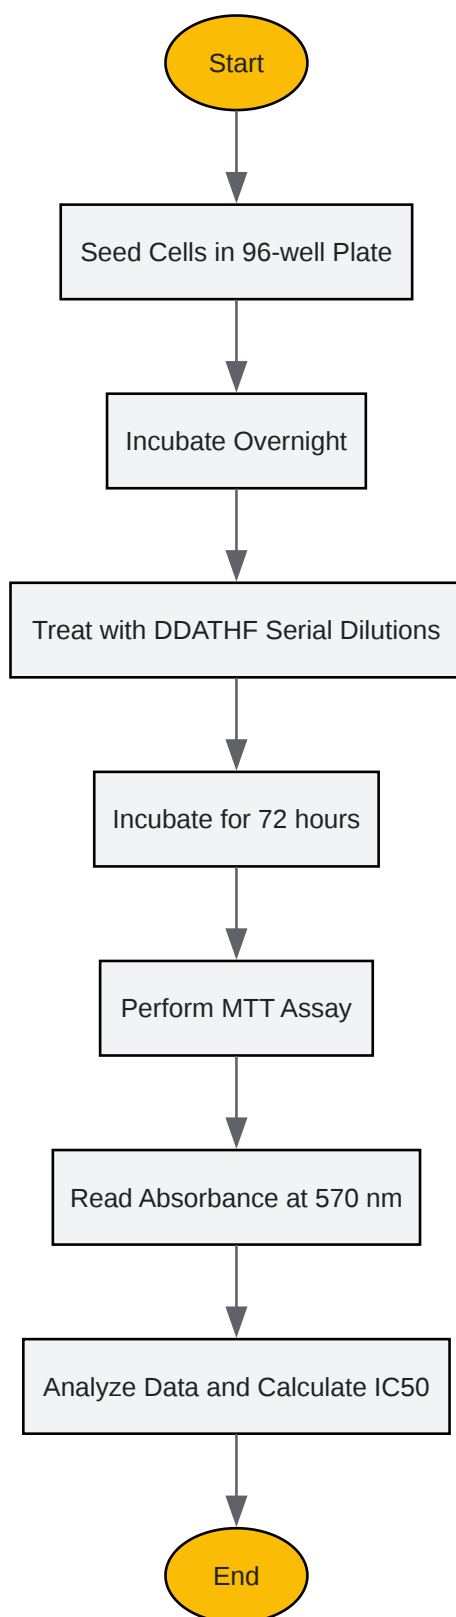 Start
Seed Cells in 96-well Plate
Incubate Overnight
Treat with DDATHF Serial Dilutions
Incubate for 72 hours
Perform MTT Assay
Read Absorbance at 570 nm
Analyze Data and Calculate IC50
End